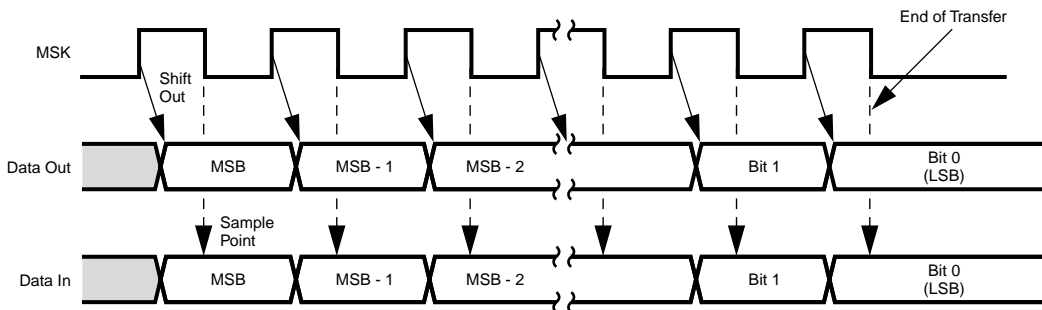 End of Transfer
MSK
Shift
Out
Data Out
MSB
MSB - 1
MSB - 2
Bit 1
Bit 0
(LSB)
Sample
Point
Data In
MSB
MSB - 1
MSB - 2
Bit 1
Bit 0
(LSB)